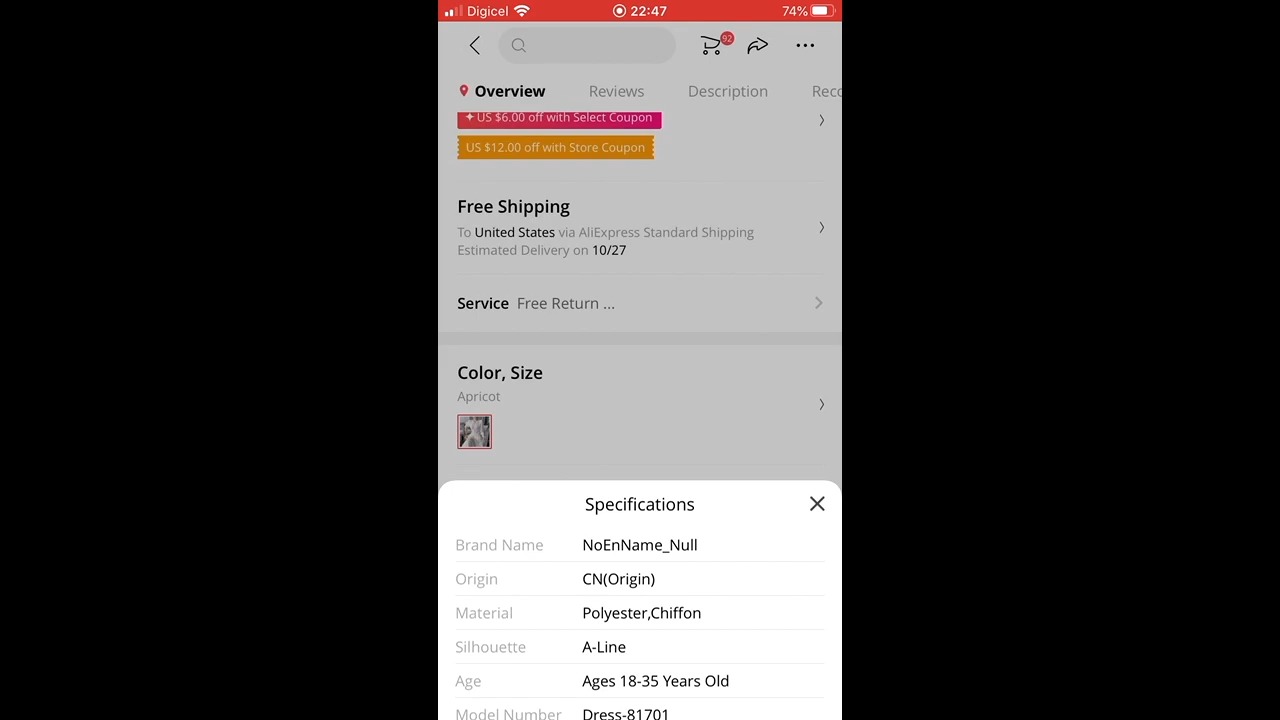 Digicel 22:47 74%
92
Overview Reviews Description Reco
US $6.00 off with Select Coupon
US $12.00 off with Store Coupon
Free Shipping
To United States via AliExpress Standard Shipping
Estimated Delivery on 10/27
Service Free Return ...
Color, Size
Apricot
Specifications
Brand Name NoEnName_Null
Origin CN(Origin)
Material Polyester,Chiffon
Silhouette A-Line
Age Ages 18-35 Years Old
Model Number Dress-81701